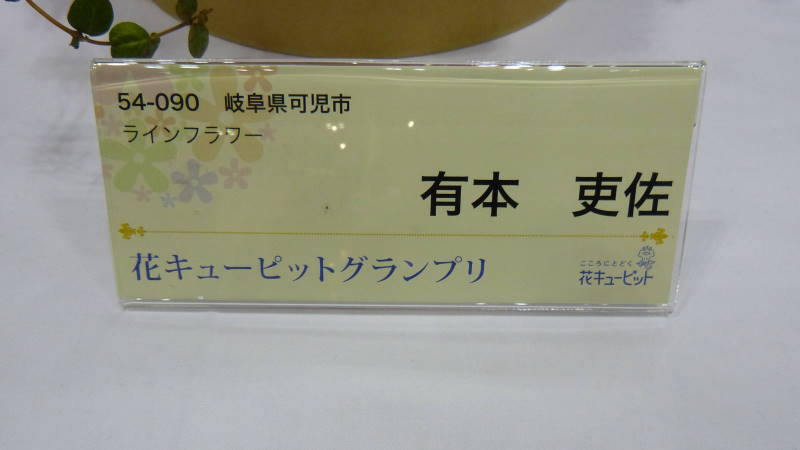 54-090 岐阜県可児市
ラインフラワー
有本 吏佐
花キューピットグランプリ
こころにとどく
花キューピット